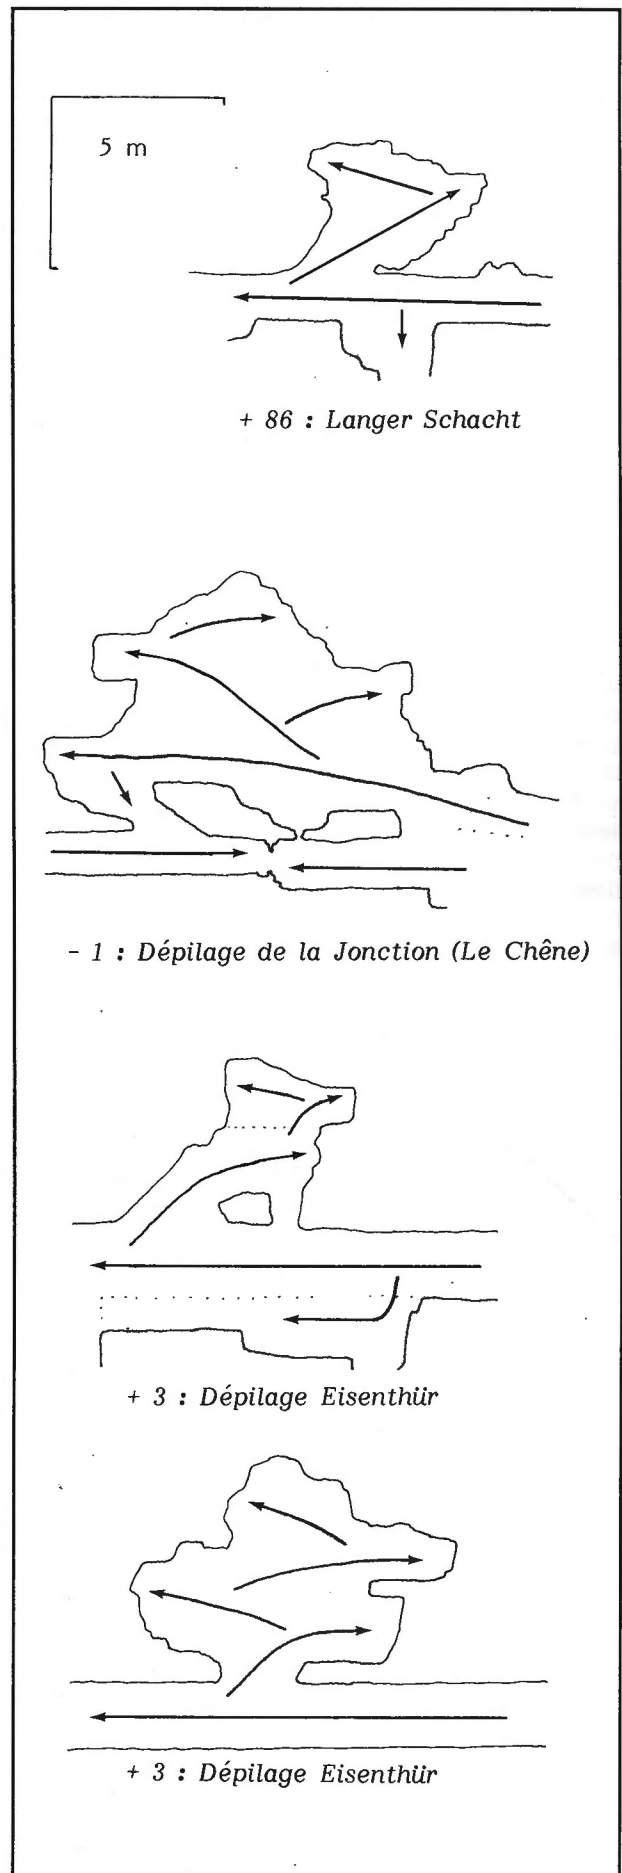 5 m
+ 86 : Langer Schacht
- 1 : Dépilage de la Jonction (Le Chêne)
+ 3 : Dépilage Eisenthür
+ 3 : Dépilage Eisenthür